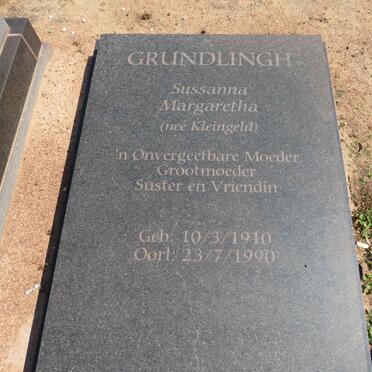 GRUNDLINGH
Sussanna
Margaretha
(neé Kleingeld)
'n Onvergeetbare Moeder
Grootmoeder
Suster en Vriendin
Geb: 10/3/1910
Oorl: 23/7/1990